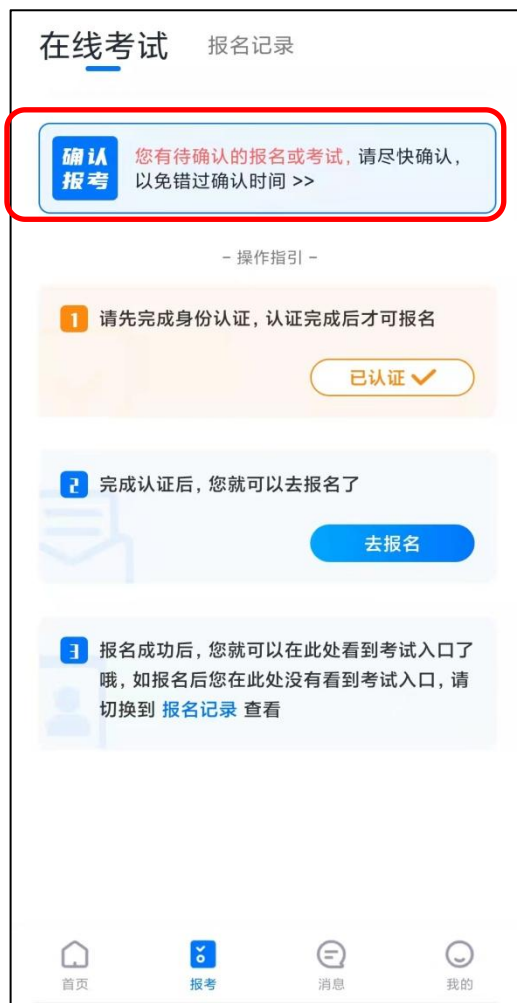 在线考试 报名记录
确认
报考
您有待确认的报名或考试, 请尽快确认,
以免错过确认时间 >>
- 操作指引 -
1 请先完成身份认证, 认证完成后才可报名
已认证
2 完成认证后, 您就可以去报名了
去报名
3 报名成功后, 您就可以在此处看到考试入口了
哦, 如报名后您在此处没有看到考试入口, 请
切换到 报名记录 查看
首页 报考 消息 我的